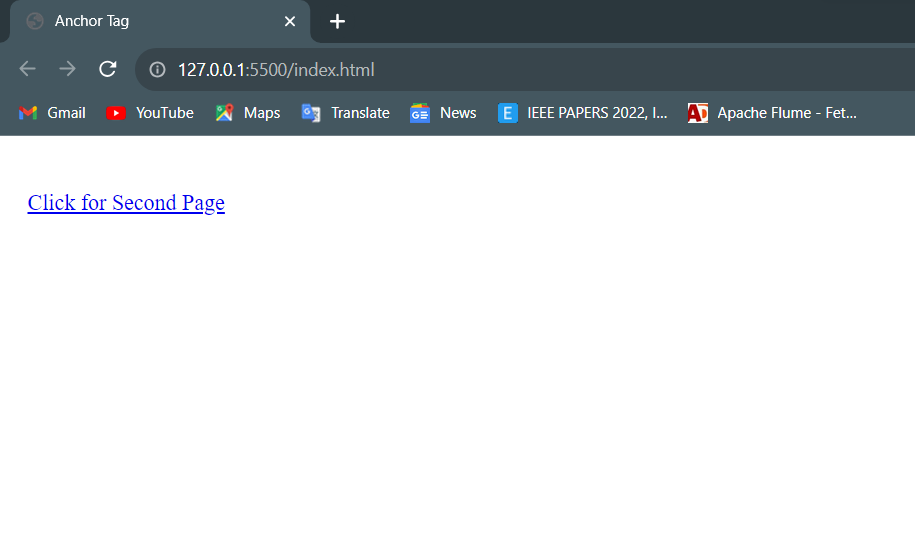 Anchor Tag
127.0.0.1:5500/index.html
Gmail YouTube Maps Translate GE News E IEEE PAPERS 2022, I... Apache Flume - Fet...
Click for Second Page